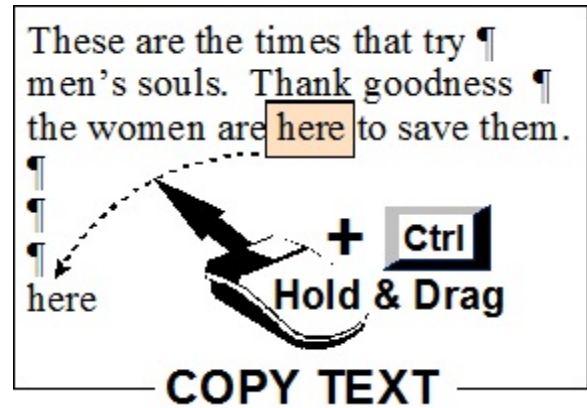 These are the times that try ¶
men’s souls.  Thank goodness ¶
the women are here to save them.
¶
¶
¶
here
+ Ctrl
Hold & Drag
COPY TEXT